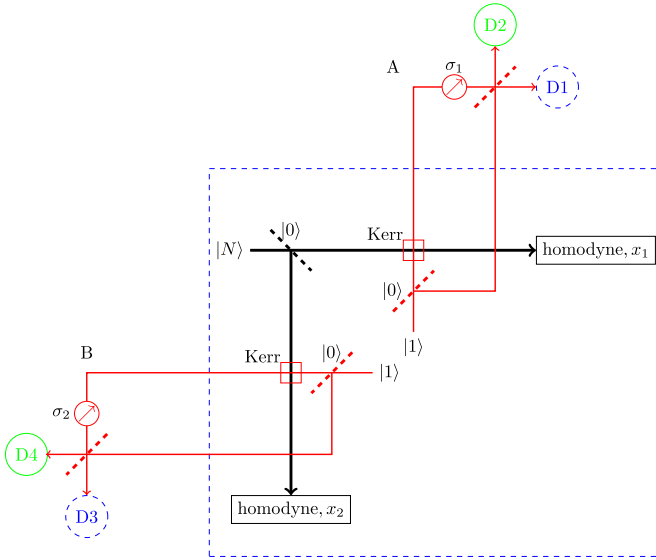 D2
A
σ₁
D1
|0⟩
|N⟩
Kerr
homodyne, x₁
|0⟩
|1⟩
B
Kerr
|0⟩
|1⟩
σ₂
D4
D3
homodyne, x₂